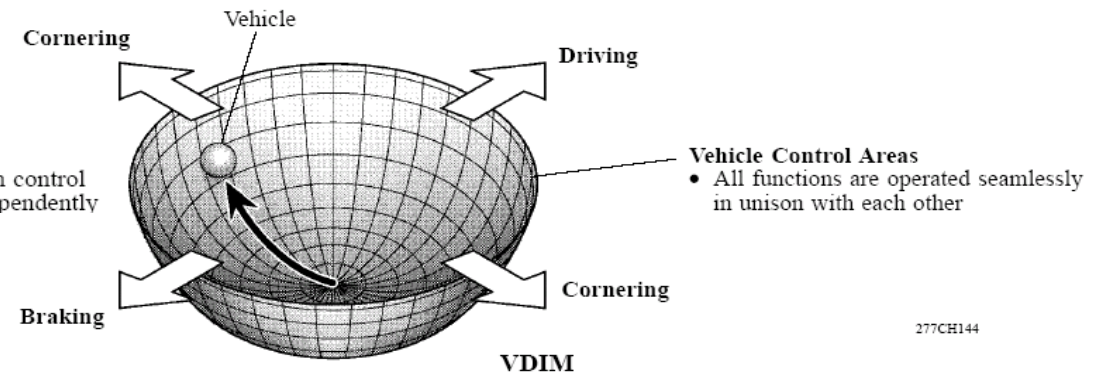 Vehicle
Cornering
Driving
Vehicle Control Areas
• All functions are operated seamlessly
in unison with each other
control
Braking
Cornering
277CH144
VDIM